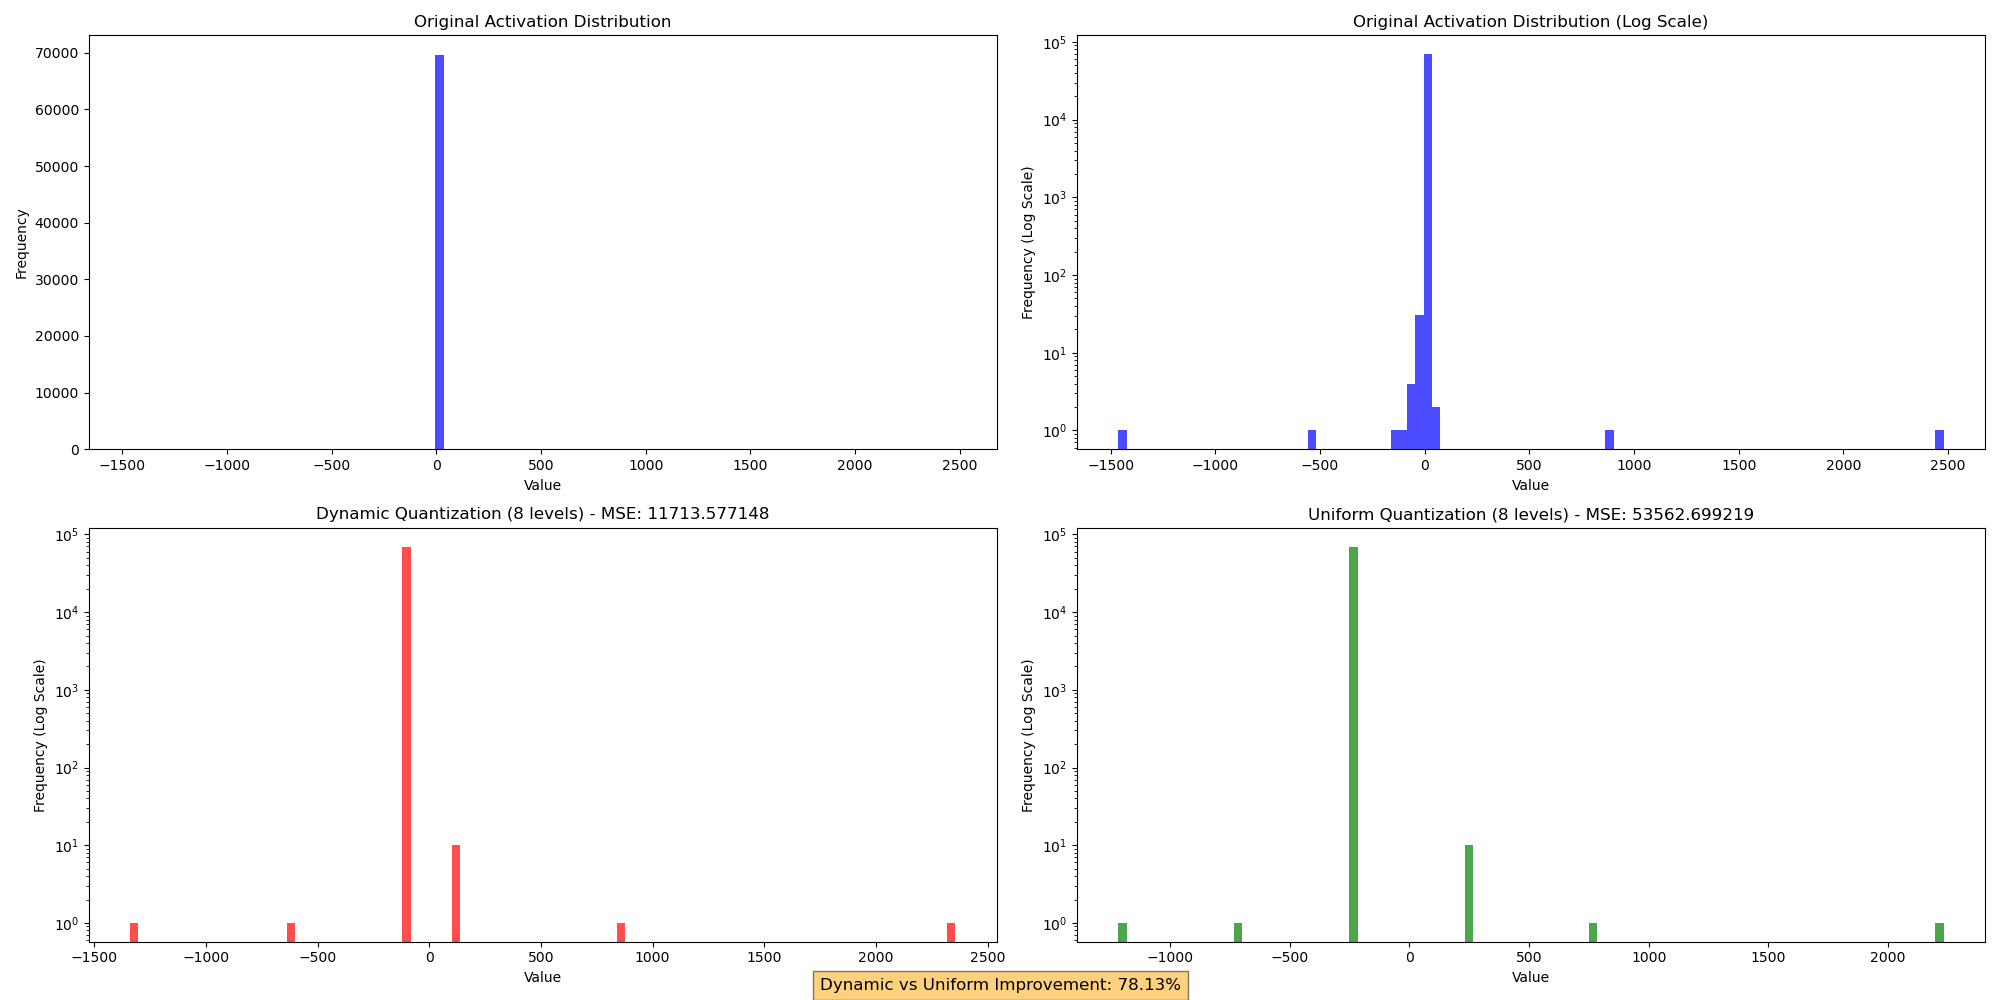 Original Activation Distribution
Original Activation Distribution (Log Scale)
70000
60000
50000
40000
30000
20000
10000
0
Frequency
−1500 −1000 −500 0 500 1000 1500 2000 2500
Value
10^5
10^4
10^3
10^2
10^1
10^0
Frequency (Log Scale)
−1500 −1000 −500 0 500 1000 1500 2000 2500
Value
Dynamic Quantization (8 levels) - MSE: 11713.577148
Uniform Quantization (8 levels) - MSE: 53562.699219
10^5
10^4
10^3
10^2
10^1
10^0
Frequency (Log Scale)
−1500 −1000 −500 0 500 1000 1500 2000 2500
Value
10^5
10^4
10^3
10^2
10^1
10^0
Frequency (Log Scale)
−1000 −500 0 500 1000 1500 2000
Value
Dynamic vs Uniform Improvement: 78.13%